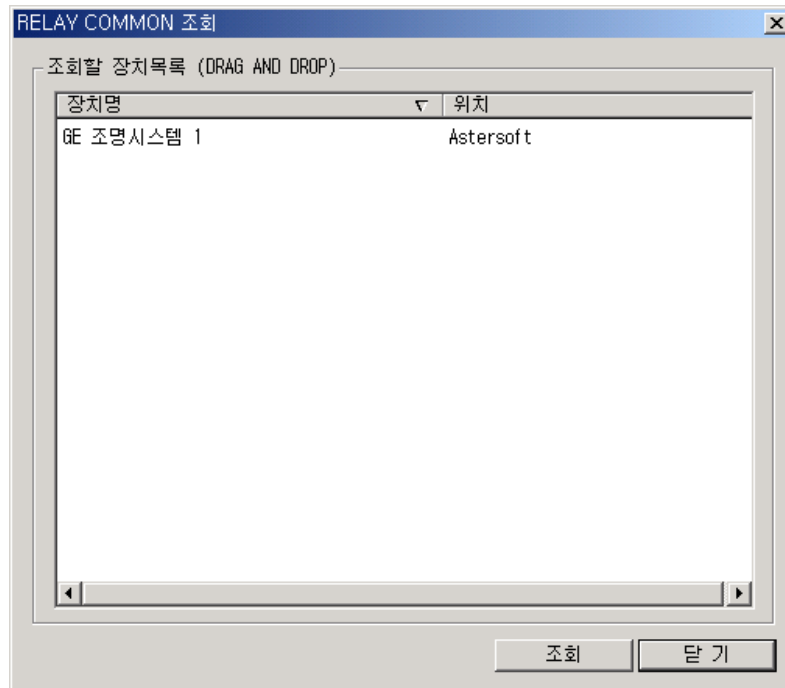 RELAY COMMON 조회
조회할 장치목록 (DRAG AND DROP)
장치명 위치
GE 조명시스템 1 Astersoft
조회 닫 기